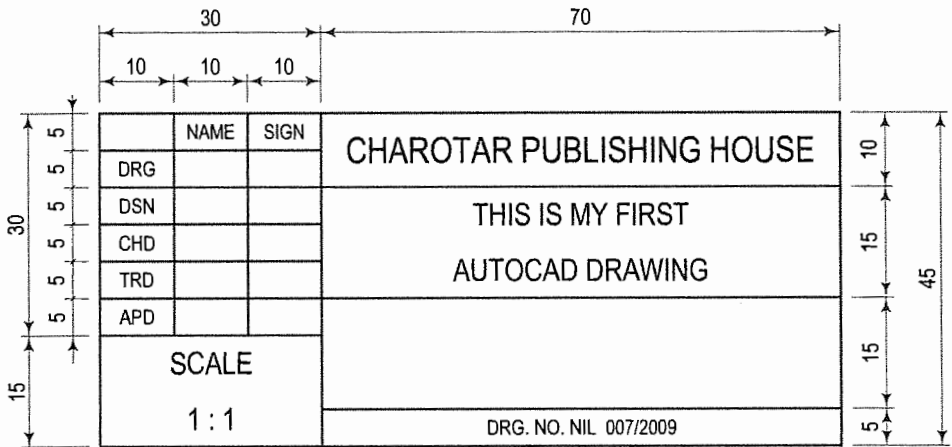 30 70
10 10 10
NAME SIGN
CHAROTAR PUBLISHING HOUSE
DRG
DSN
CHD
TRD
APD
THIS IS MY FIRST
AUTOCAD DRAWING
SCALE
1 : 1
DRG. NO. NIL 007/2009
30
15
5
5
5
5
5
5
10
15
15
5
45